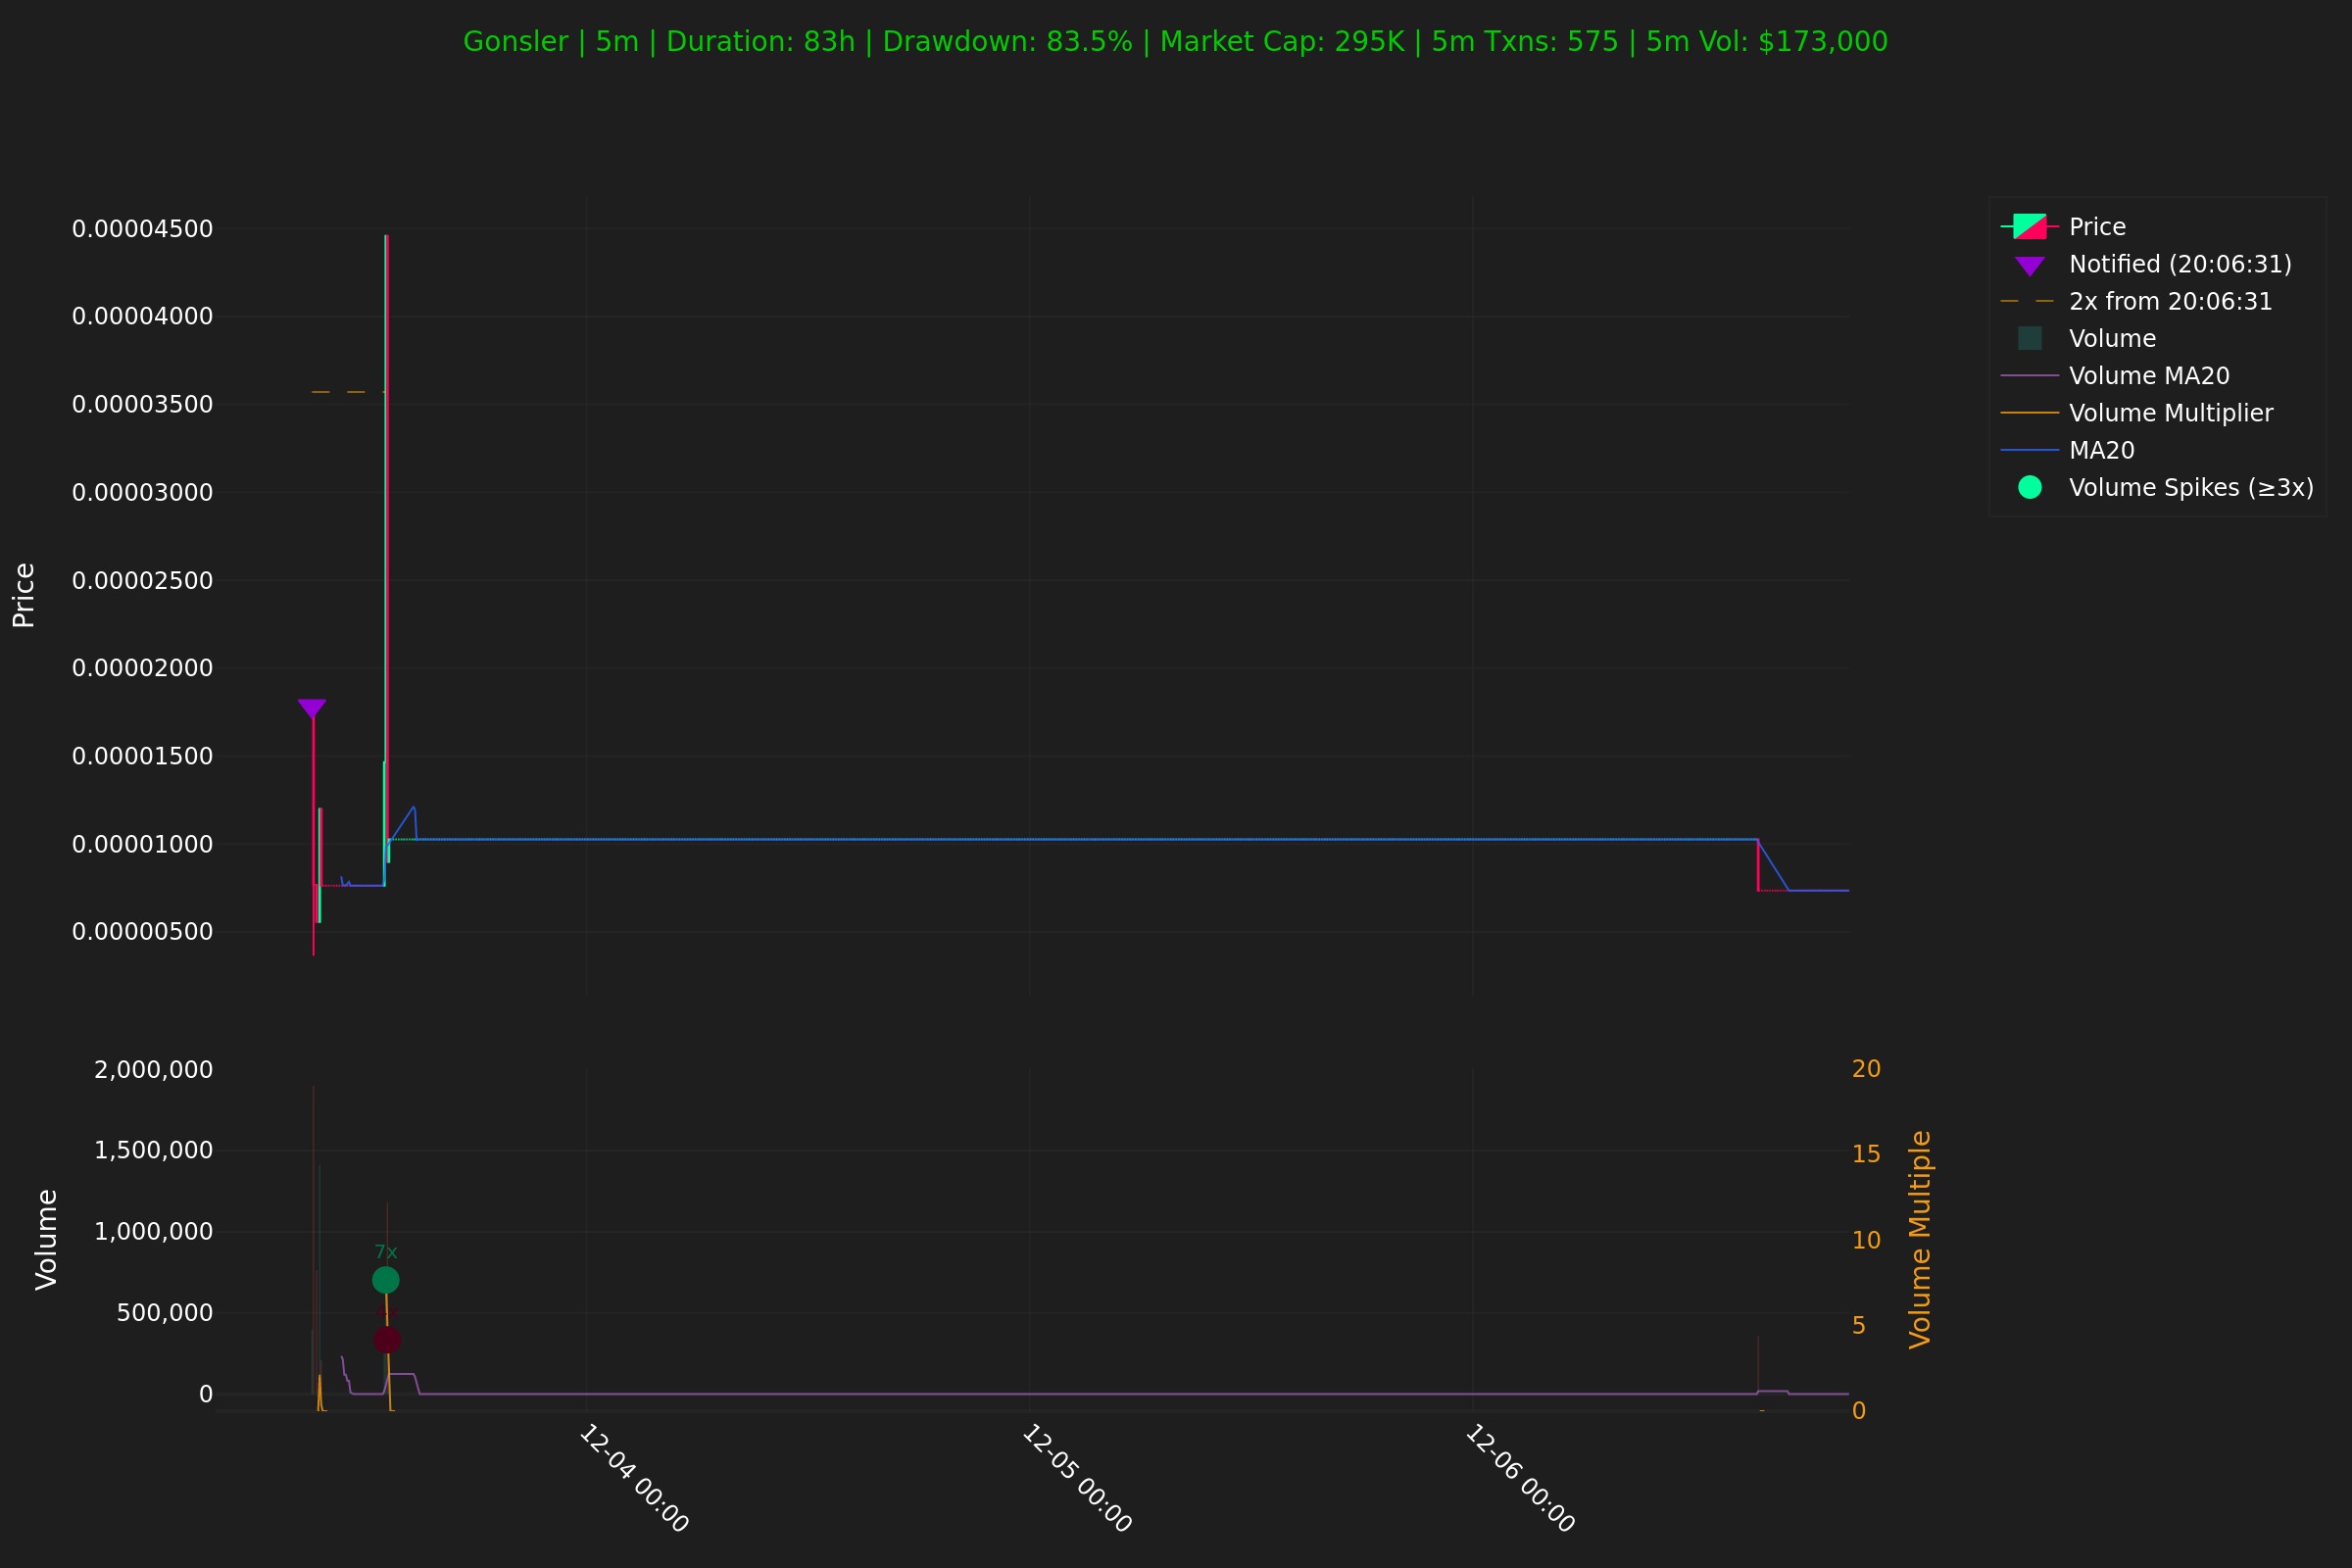 Gonsler | 5m | Duration: 83h | Drawdown: 83.5% | Market Cap: 295K | 5m Txns: 575 | 5m Vol: $173,000
Price
0.00004500
0.00004000
0.00003500
0.00003000
0.00002500
0.00002000
0.00001500
0.00001000
0.00000500
Price
Notified (20:06:31)
2x from 20:06:31
Volume
Volume MA20
Volume Multiplier
MA20
Volume Spikes (≥3x)
Volume
2,000,000
1,500,000
1,000,000
500,000
0
7x
20
15
10
5
0
Volume Multiple
12-04 00:00
12-05 00:00
12-06 00:00